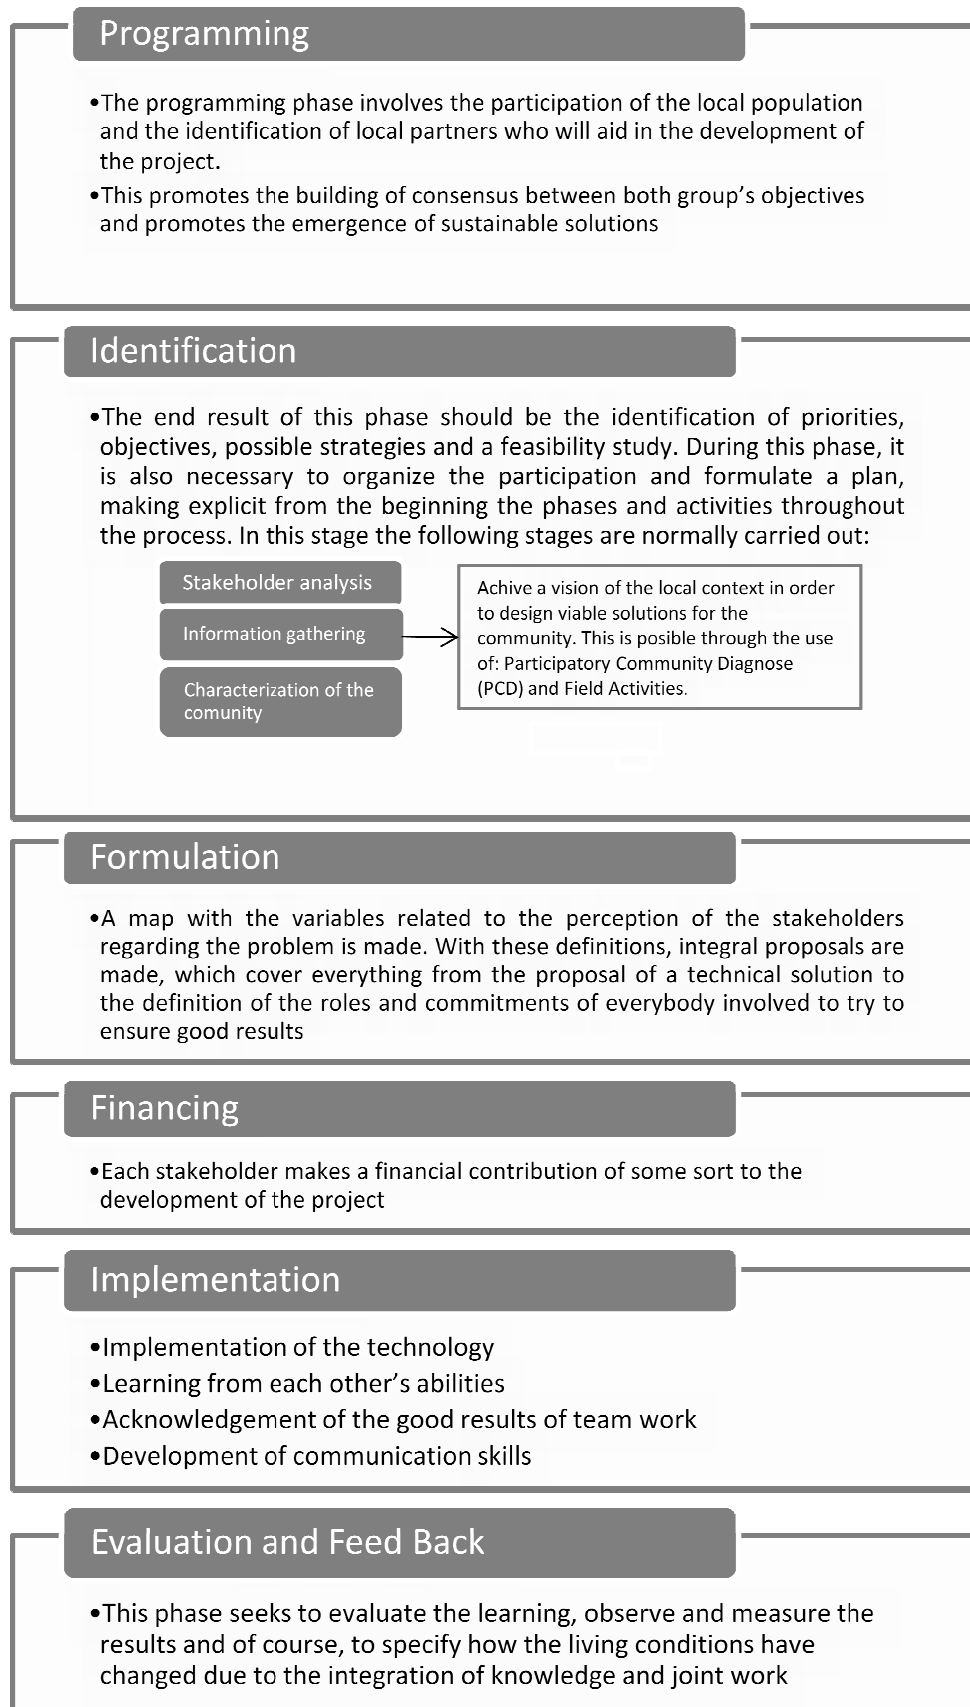 Programming
•The programming phase involves the participation of the local population
and the identification of local partners who will aid in the development of
the project.
•This promotes the building of consensus between both group’s objectives
and promotes the emergence of sustainable solutions
Identification
•The end result of this phase should be the identification of priorities,
objectives, possible strategies and a feasibility study. During this phase, it
is also necessary to organize the participation and formulate a plan,
making explicit from the beginning the phases and activities throughout
the process. In this stage the following stages are normally carried out:
Stakeholder analysis
Information gathering
Characterization of the
comunity
Achive a vision of the local context in order
to design viable solutions for the
community. This is posible through the use
of: Participatory Community Diagnose
(PCD) and Field Activities.
Formulation
•A map with the variables related to the perception of the stakeholders
regarding the problem is made. With these definitions, integral proposals are
made, which cover everything from the proposal of a technical solution to
the definition of the roles and commitments of everybody involved to try to
ensure good results
Financing
•Each stakeholder makes a financial contribution of some sort to the
development of the project
Implementation
•Implementation of the technology
•Learning from each other’s abilities
•Acknowledgement of the good results of team work
•Development of communication skills
Evaluation and Feed Back
•This phase seeks to evaluate the learning, observe and measure the
results and of course, to specify how the living conditions have
changed due to the integration of knowledge and joint work